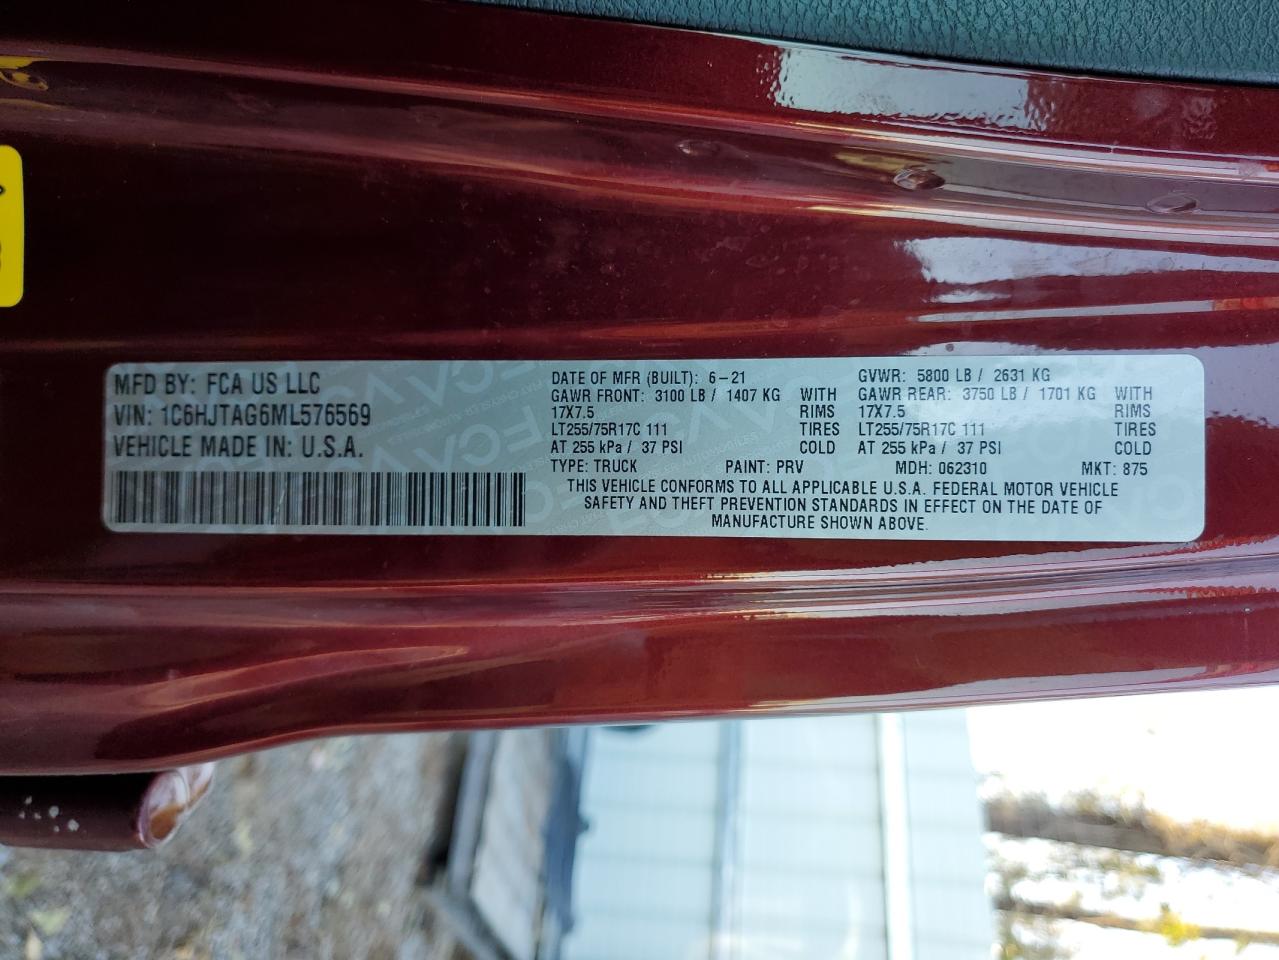 MFD BY: FCA US LLC
VIN: 1C6HJTAG6ML576569
VEHICLE MADE IN: U.S.A.
DATE OF MFR (BUILT): 6-21
GAWR FRONT: 3100 LB / 1407 KG WITH
17X7.5 RIMS
LT255/75R17C 111 TIRES
AT 255 kPa / 37 PSI COLD
GVWR: 5800 LB / 2631 KG
GAWR REAR: 3750 LB / 1701 KG WITH
17X7.5 RIMS
LT255/75R17C 111 TIRES
AT 255 kPa / 37 PSI COLD
TYPE: TRUCK PAINT: PRV MDH: 062310 MKT: 875
THIS VEHICLE CONFORMS TO ALL APPLICABLE U.S.A. FEDERAL MOTOR VEHICLE
SAFETY AND THEFT PREVENTION STANDARDS IN EFFECT ON THE DATE OF
MANUFACTURE SHOWN ABOVE.